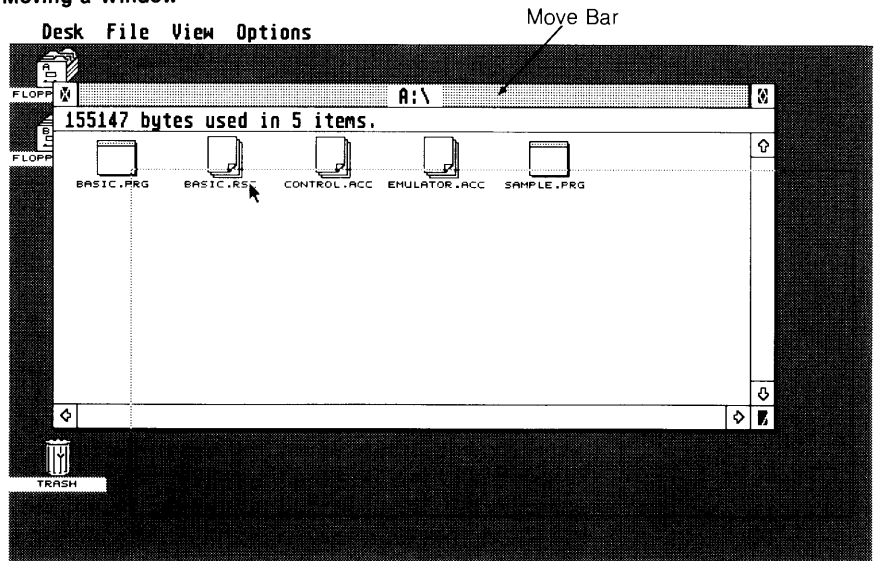 Moving a Window
Move Bar
Desk File View Options
A
FLOPP
A:\
155147 bytes used in 5 items.
B
FLOPP
BASIC.PRG BASIC.RS CONTROL.ACC EMULATOR.ACC SAMPLE.PRG
TRASH